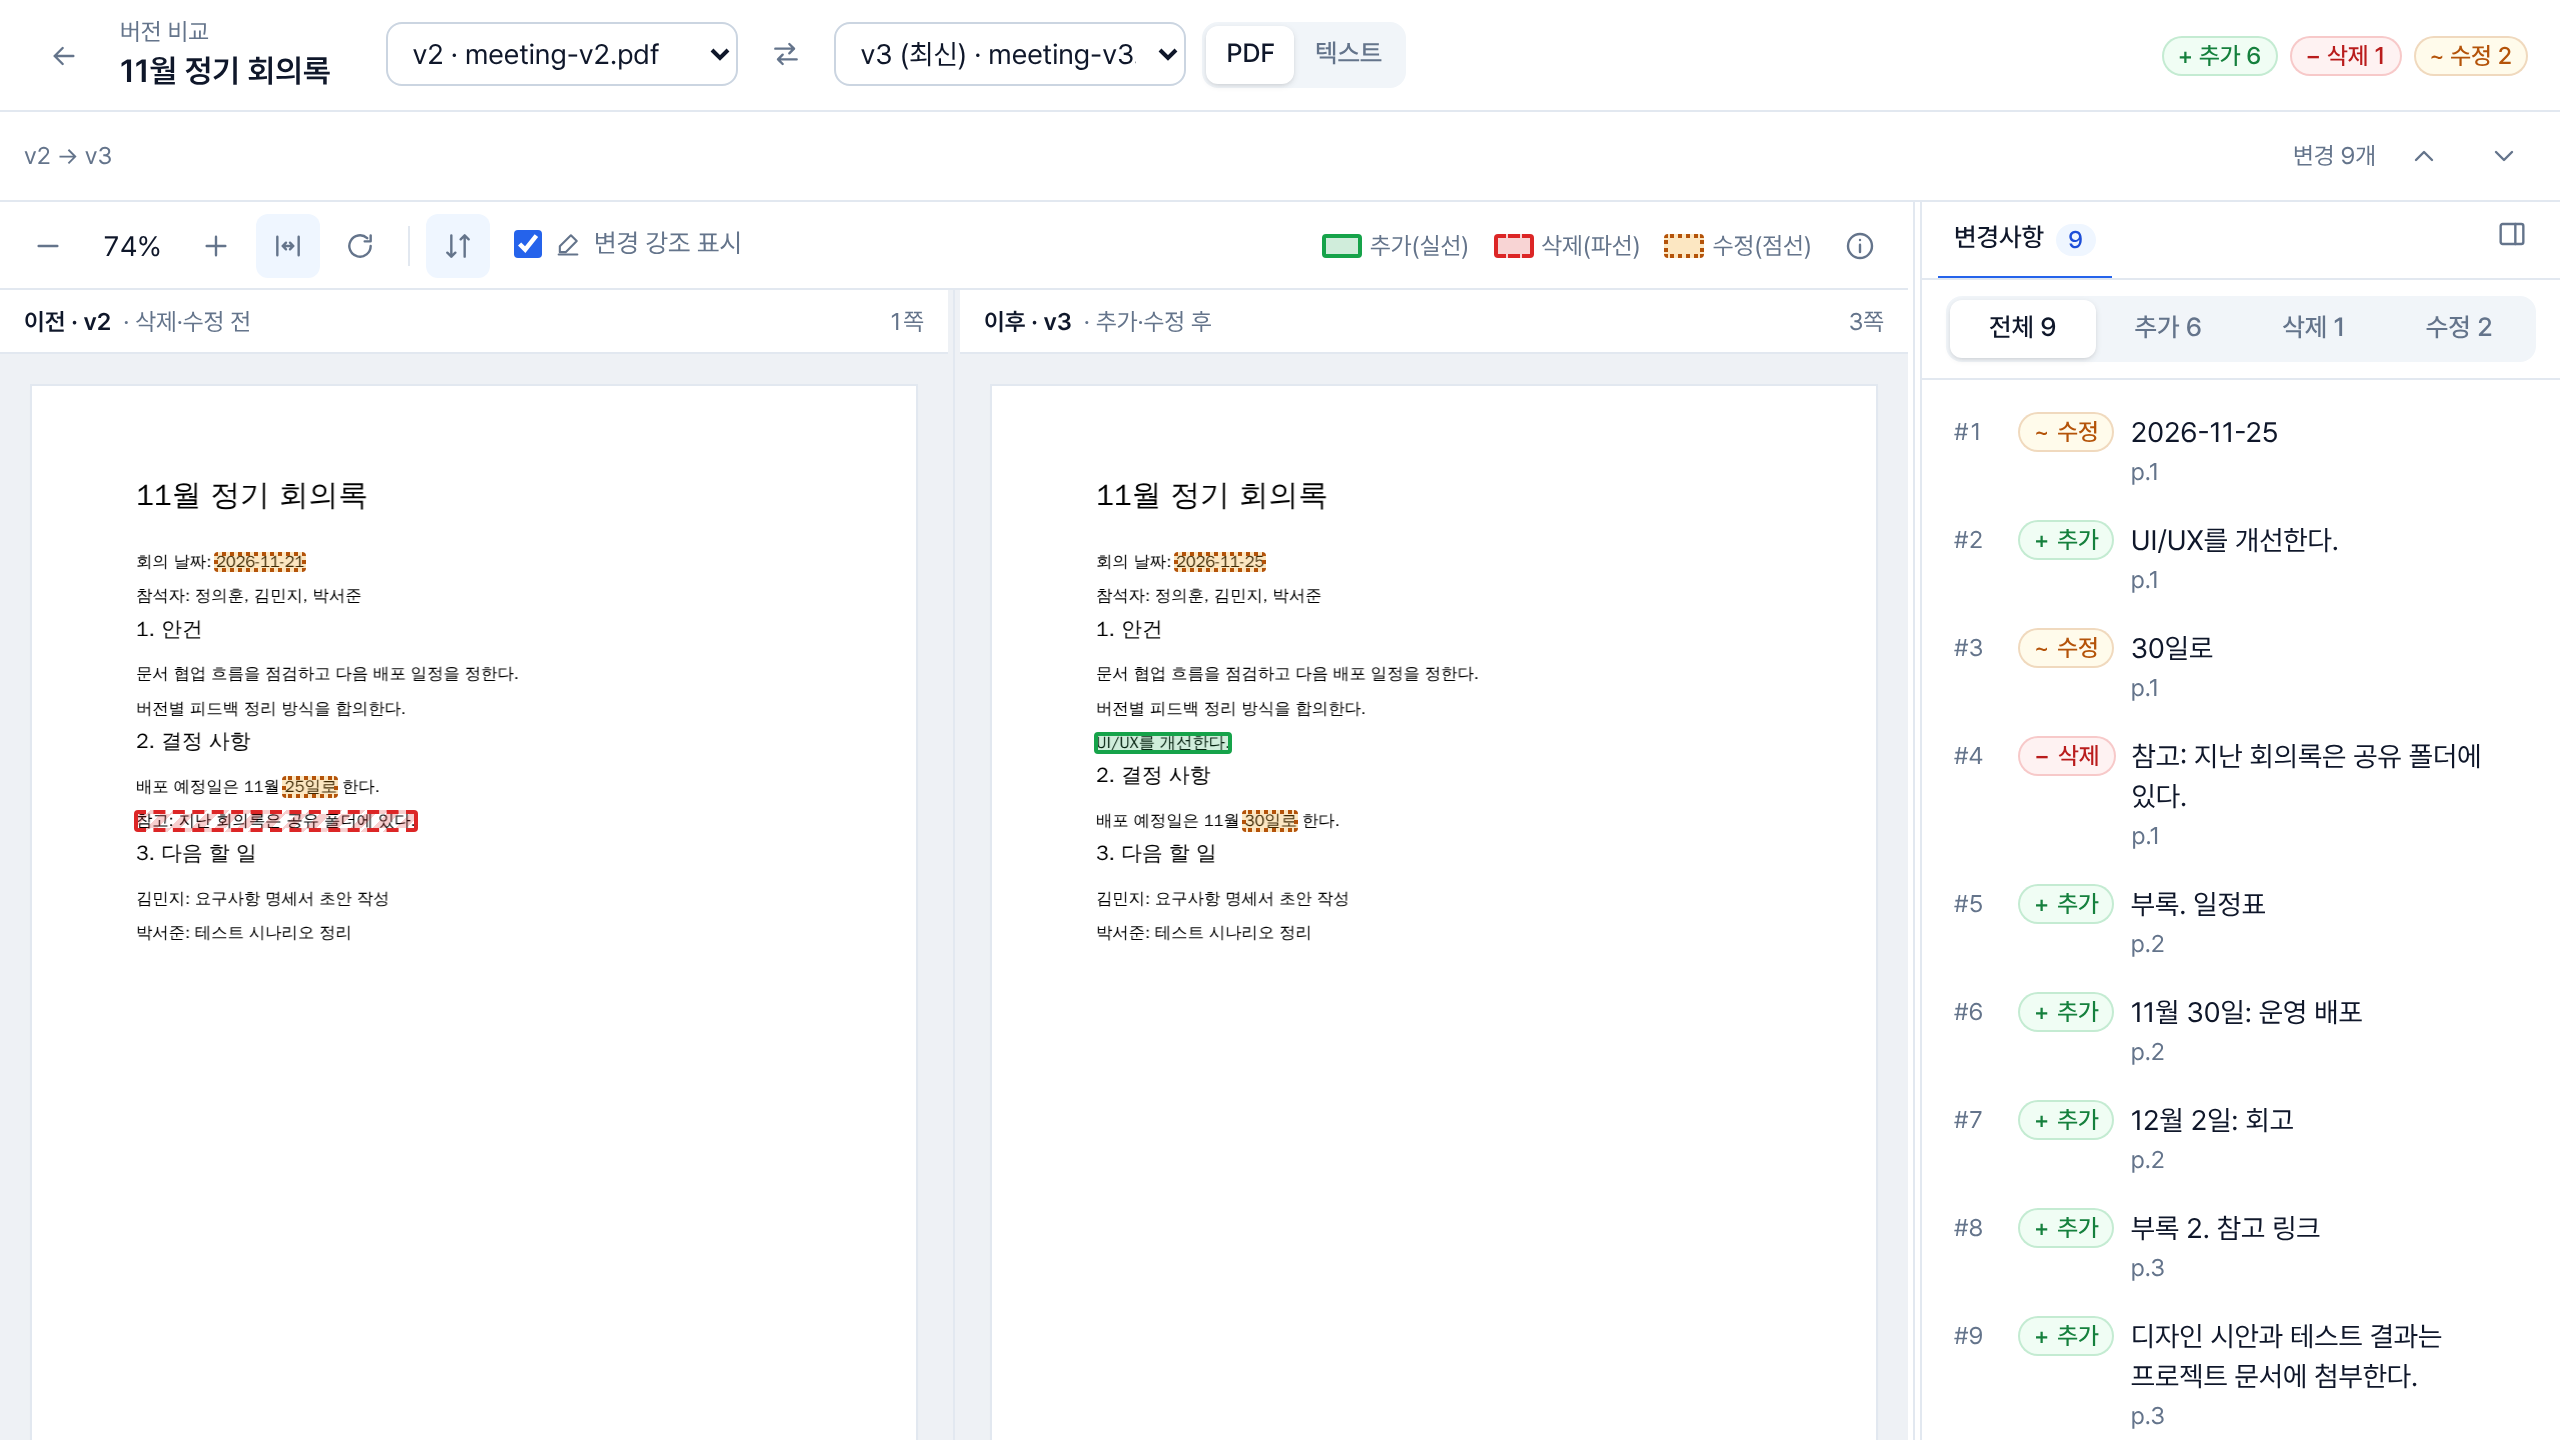 버전 비교
11월 정기 회의록
v2 · meeting-v2.pdf
v3 (최신) · meeting-v3.
PDF
텍스트
+ 추가 6
− 삭제 1
~ 수정 2
v2 → v3
변경 9개
74%
변경 강조 표시
추가(실선)
삭제(파선)
수정(점선)
이전 · v2 · 삭제·수정 전
1쪽
11월 정기 회의록
회의 날짜: 2026-11-21
참석자: 정의훈, 김민지, 박서준
1. 안건
문서 협업 흐름을 점검하고 다음 배포 일정을 정한다.
버전별 피드백 정리 방식을 합의한다.
2. 결정 사항
배포 예정일은 11월 25일로 한다.
참고: 지난 회의록은 공유 폴더에 있다.
3. 다음 할 일
김민지: 요구사항 명세서 초안 작성
박서준: 테스트 시나리오 정리
이후 · v3 · 추가·수정 후
3쪽
11월 정기 회의록
회의 날짜: 2026-11-25
참석자: 정의훈, 김민지, 박서준
1. 안건
문서 협업 흐름을 점검하고 다음 배포 일정을 정한다.
버전별 피드백 정리 방식을 합의한다.
UI/UX를 개선한다.
2. 결정 사항
배포 예정일은 11월 30일로 한다.
3. 다음 할 일
김민지: 요구사항 명세서 초안 작성
박서준: 테스트 시나리오 정리
변경사항 9
전체 9
추가 6
삭제 1
수정 2
#1 ~ 수정 2026-11-25
p.1
#2 + 추가 UI/UX를 개선한다.
p.1
#3 ~ 수정 30일로
p.1
#4 − 삭제 참고: 지난 회의록은 공유 폴더에
있다.
p.1
#5 + 추가 부록. 일정표
p.2
#6 + 추가 11월 30일: 운영 배포
p.2
#7 + 추가 12월 2일: 회고
p.2
#8 + 추가 부록 2. 참고 링크
p.3
#9 + 추가 디자인 시안과 테스트 결과는
프로젝트 문서에 첨부한다.
p.3